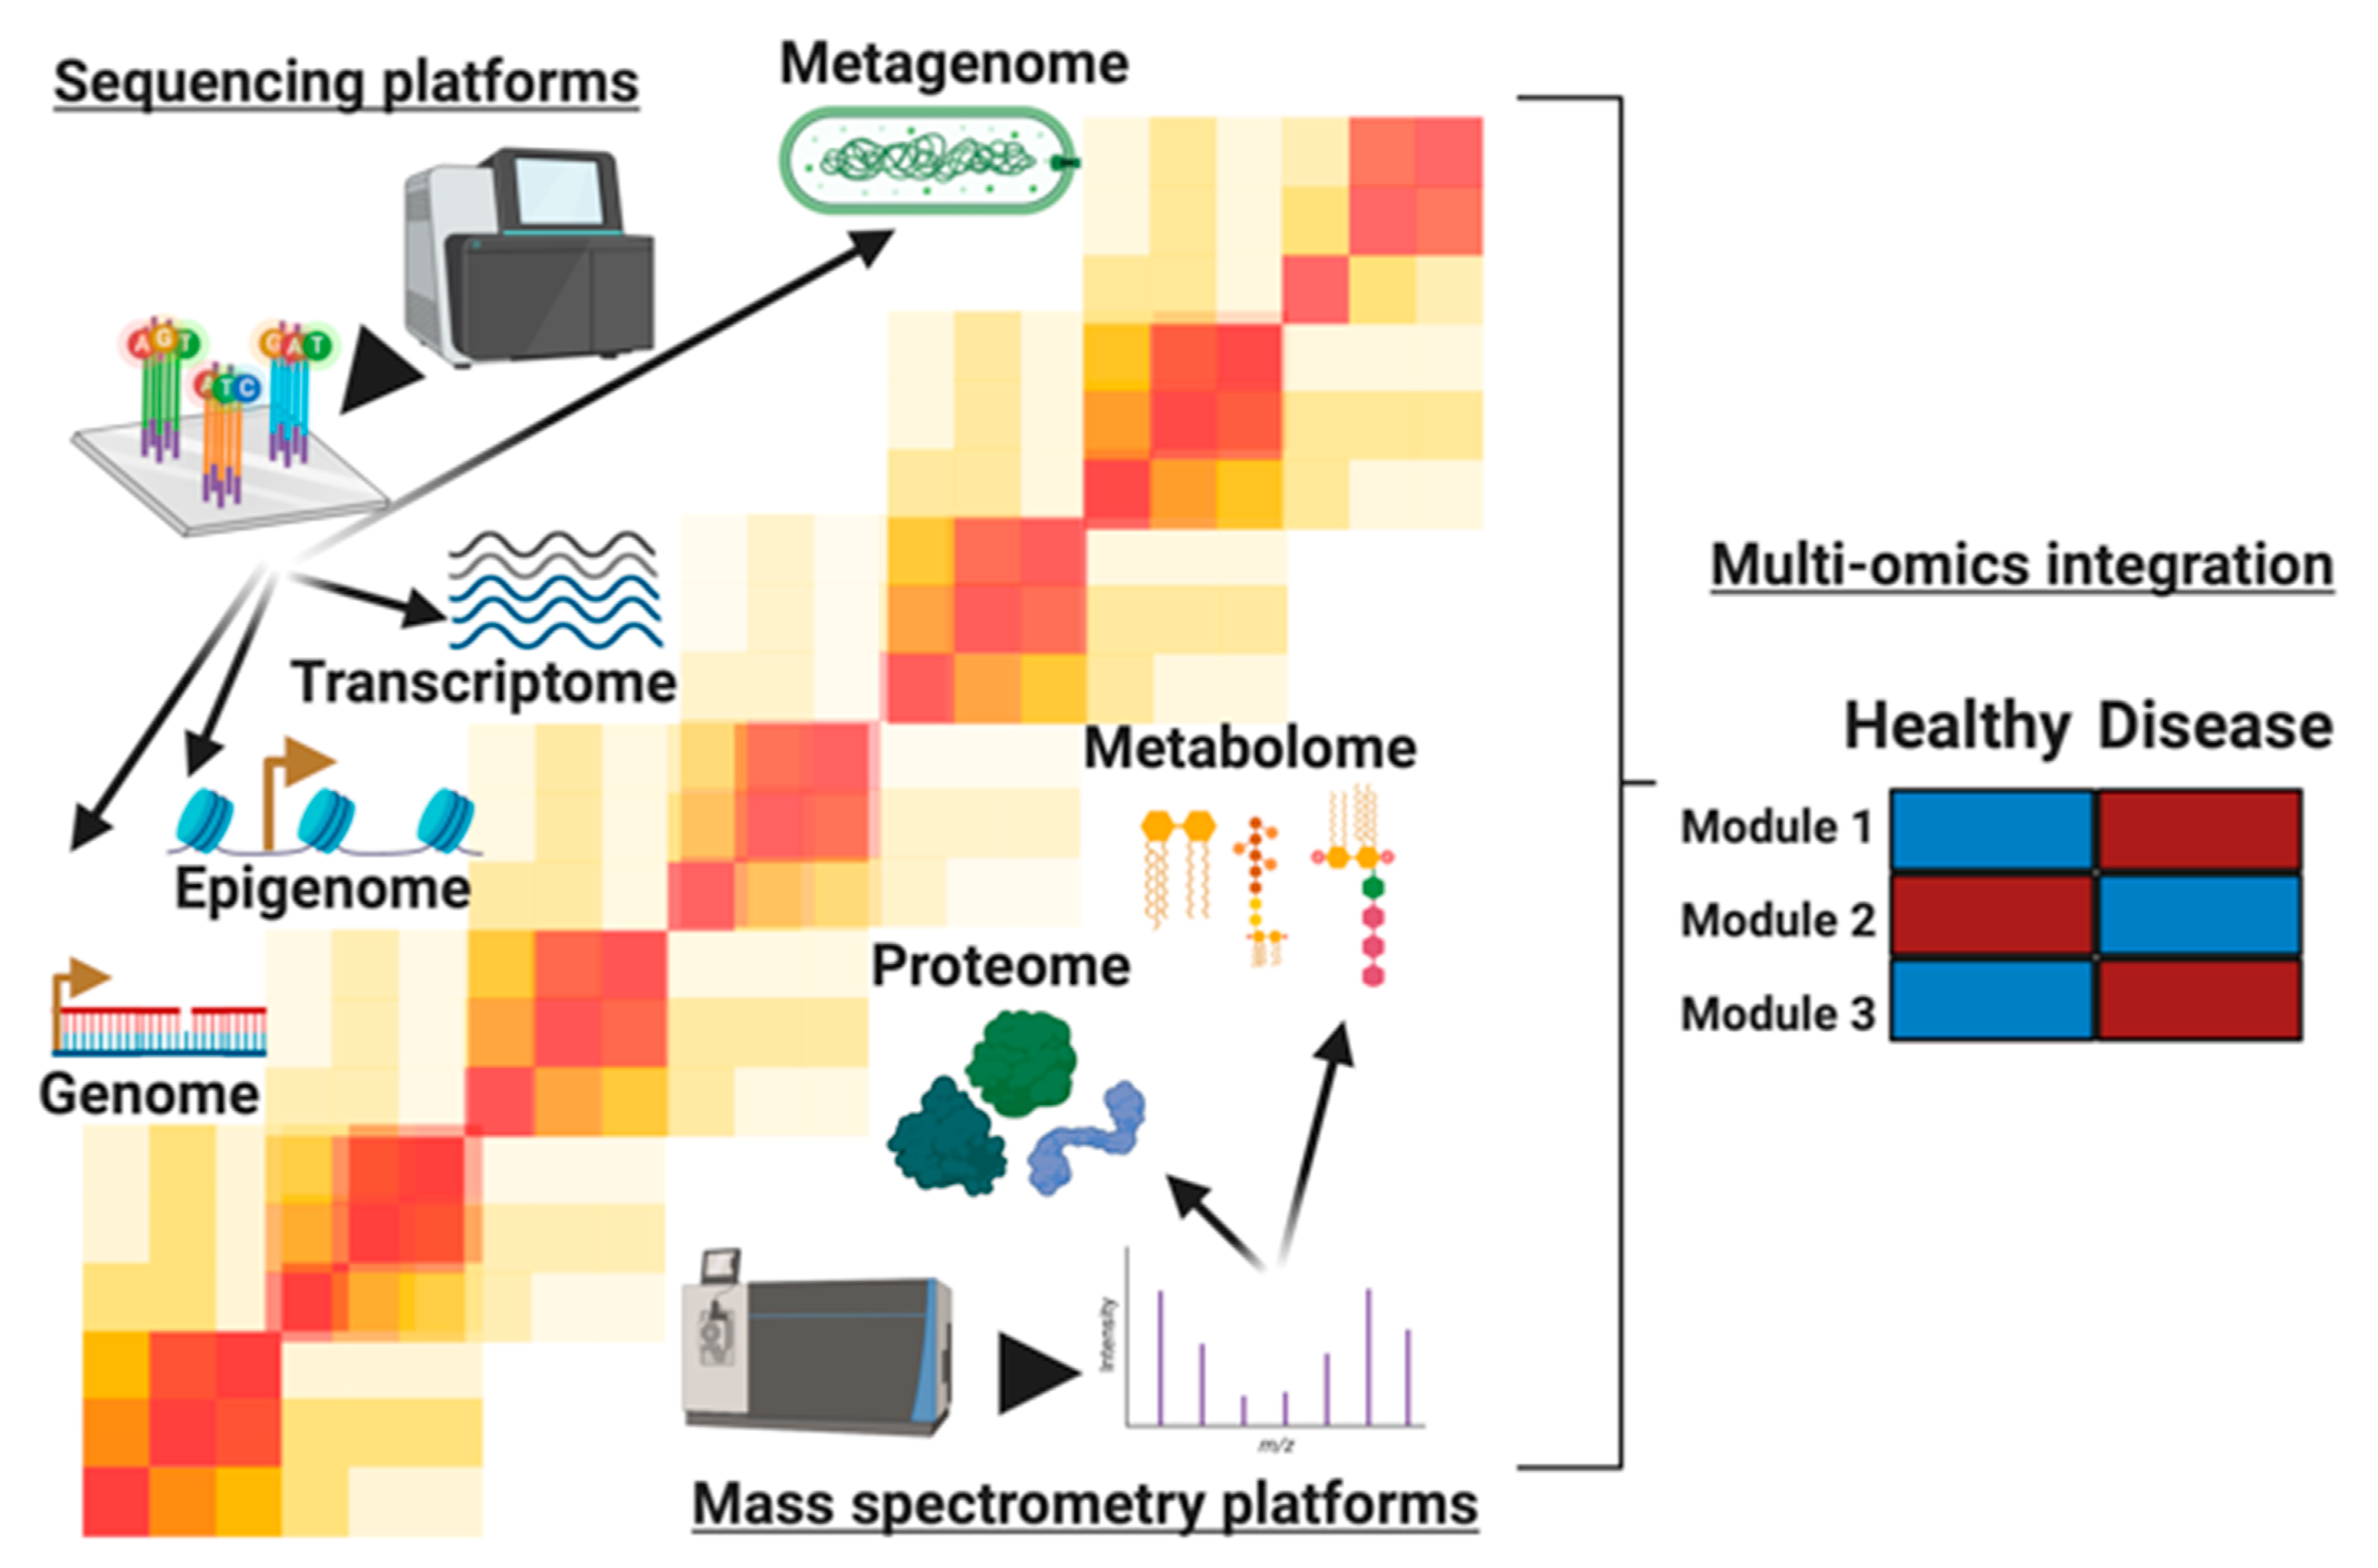 Sequencing platforms
Metagenome
A G T
G A T
A T C
Transcriptome
Epigenome
Genome
Metabolome
Proteome
Intensity
m/z
Mass spectrometry platforms
Multi-omics integration
Healthy Disease
Module 1
Module 2
Module 3